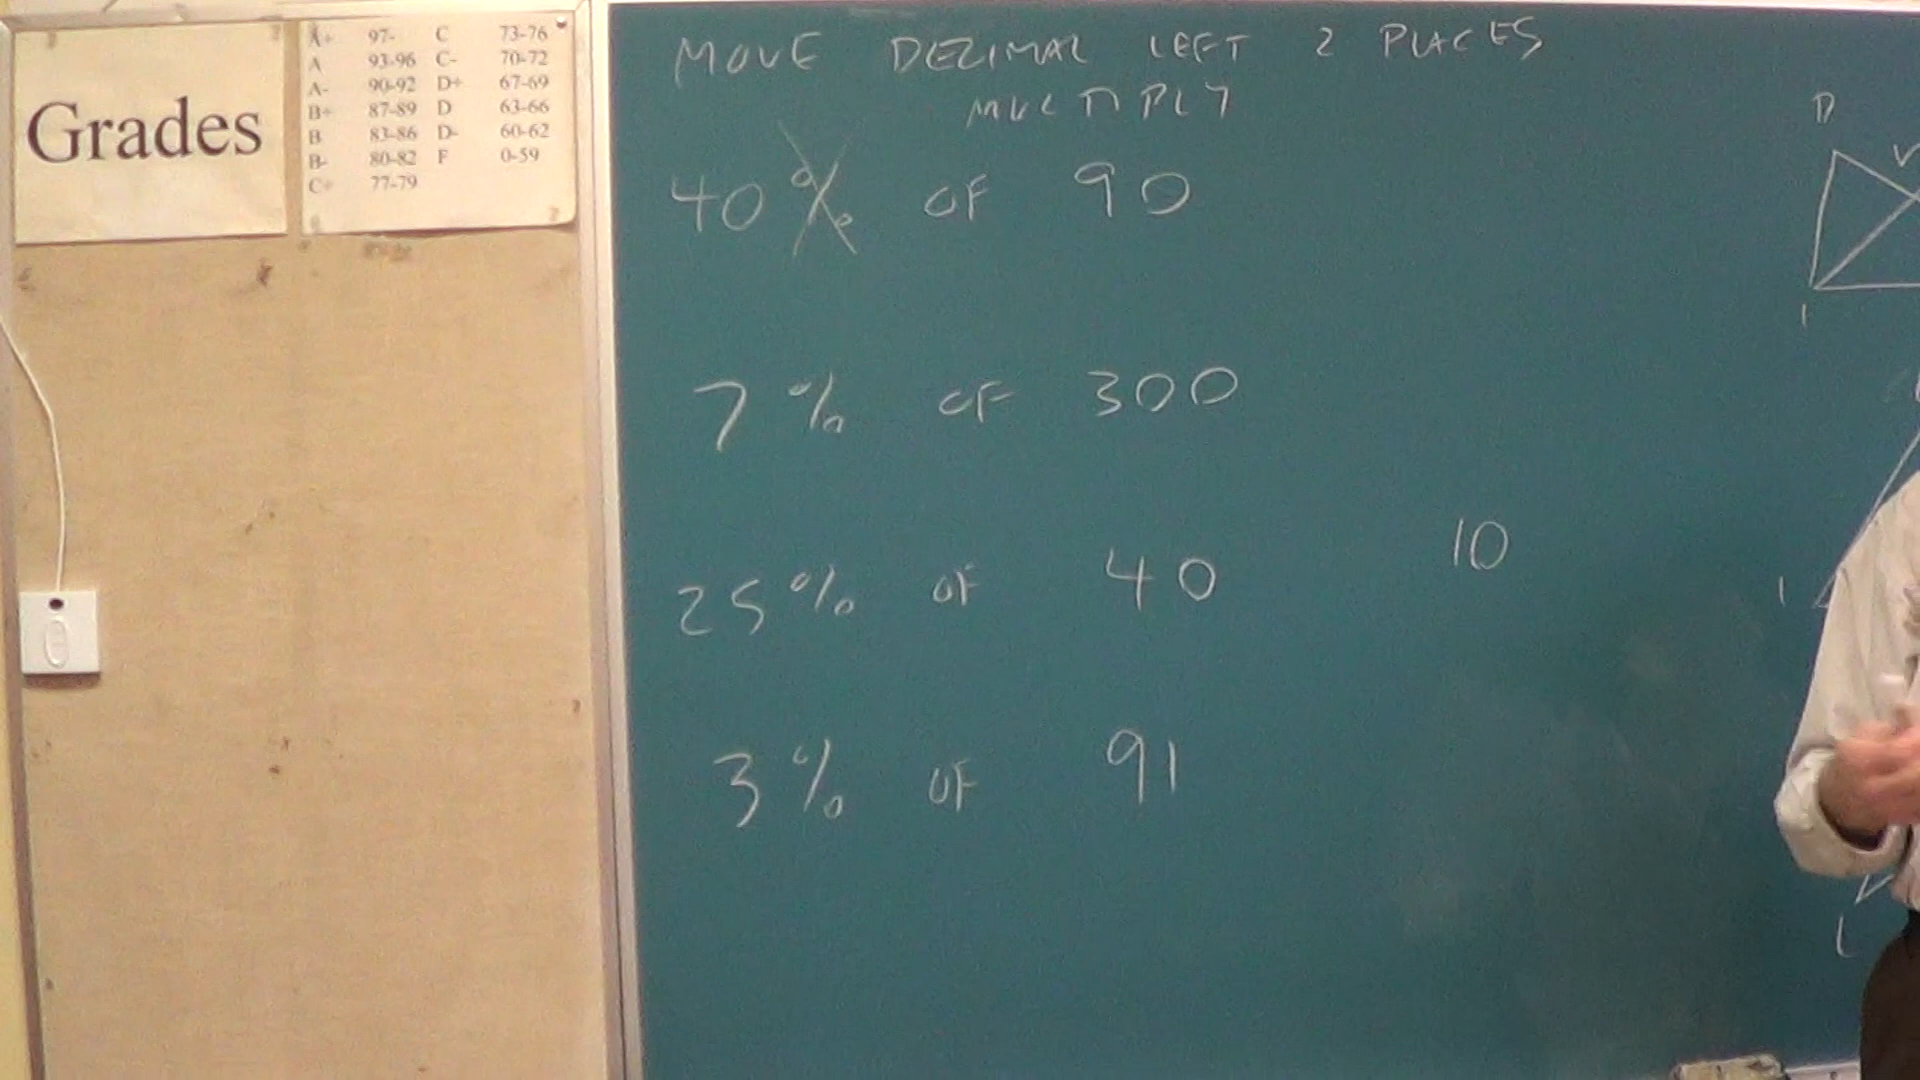 Grades
A+ 97- C 73-76
A 93-96 C- 70-72
A- 90-92 D+ 67-69
B+ 87-89 D 63-66
B 83-86 D- 60-62
B- 80-82 F 0-59
C+ 77-79
MOVE DECIMAL LEFT 2 PLACES
MULTIPLY
40% OF 90
7% OF 300
25% OF 40 10
3% OF 91